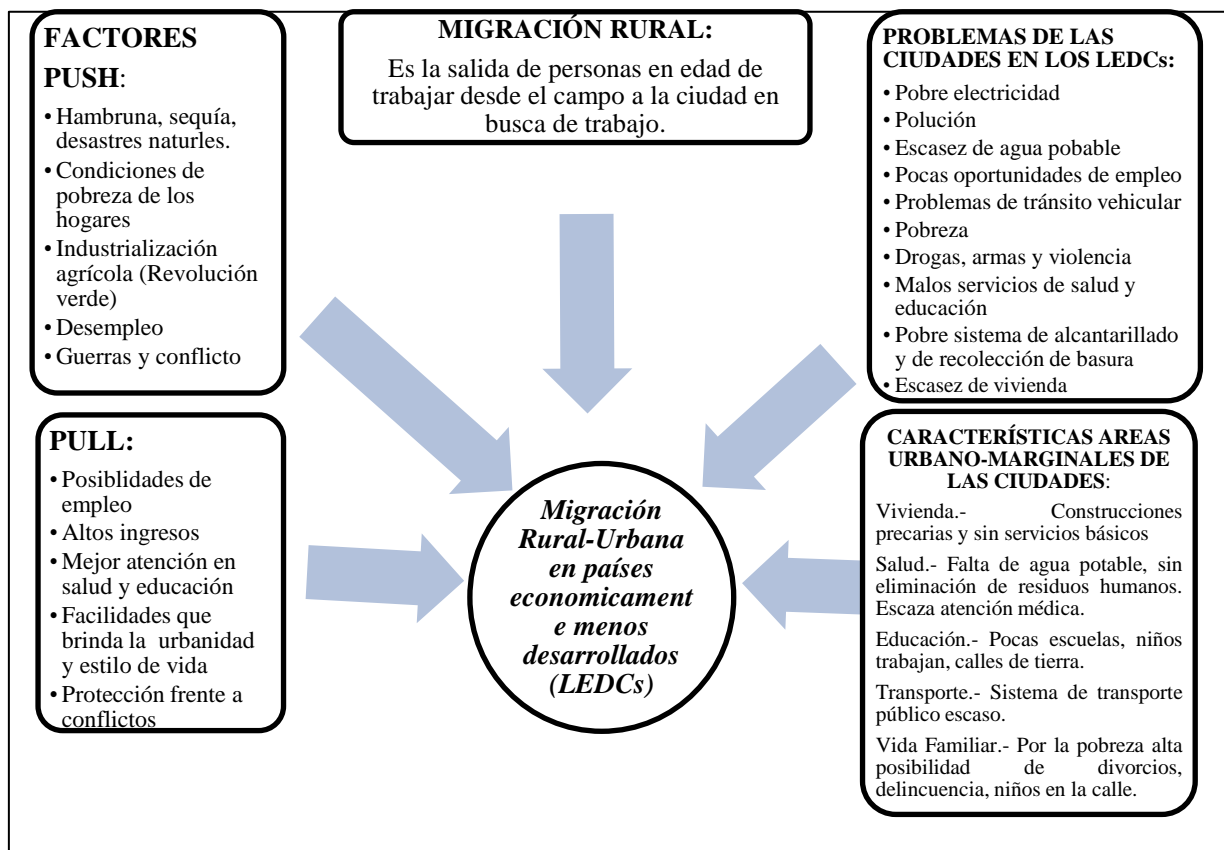 FACTORES
PUSH:
• Hambruna, sequía,
desastres naturles.
• Condiciones de
pobreza de los
hogares
• Industrialización
agrícola (Revolución
verde)
• Desempleo
• Guerras y conflicto
MIGRACIÓN RURAL:
Es la salida de personas en edad de
trabajar desde el campo a la ciudad en
busca de trabajo.
PROBLEMAS DE LAS
CIUDADES EN LOS LEDCs:
• Pobre electricidad
• Polución
• Escasez de agua pobable
• Pocas oportunidades de empleo
• Problemas de tránsito vehicular
• Pobreza
• Drogas, armas y violencia
• Malos servicios de salud y
educación
• Pobre sistema de alcantarillado
y de recolección de basura
• Escasez de vivienda
PULL:
• Posiblidades de
empleo
• Altos ingresos
• Mejor atención en
salud y educación
• Facilidades que
brinda la urbanidad
y estilo de vida
• Protección frente a
conflictos
Migración
Rural-Urbana
en países
economicament
e menos
desarrollados
(LEDCs)
CARACTERÍSTICAS AREAS
URBANO-MARGINALES DE
LAS CIUDADES:
Vivienda.- Construcciones
precarias y sin servicios básicos
Salud.- Falta de agua potable, sin
eliminación de residuos humanos.
Escaza atención médica.
Educación.- Pocas escuelas, niños
trabajan, calles de tierra.
Transporte.- Sistema de transporte
público escaso.
Vida Familiar.- Por la pobreza alta
posibilidad de divorcios,
delincuencia, niños en la calle.